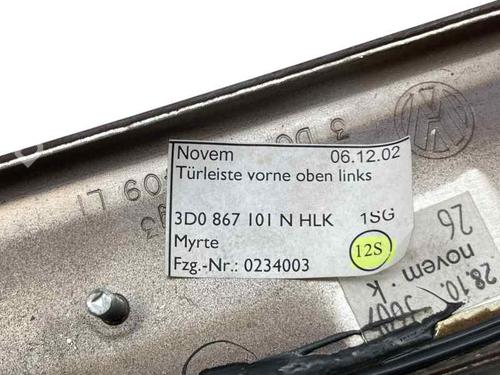 Novem 06.12.02
Türleiste vorne oben links
3D0 867 101 N HLK 1SG
Myrte 12S
Fzg.-Nr.: 0234003
26
28.10.
novem . K